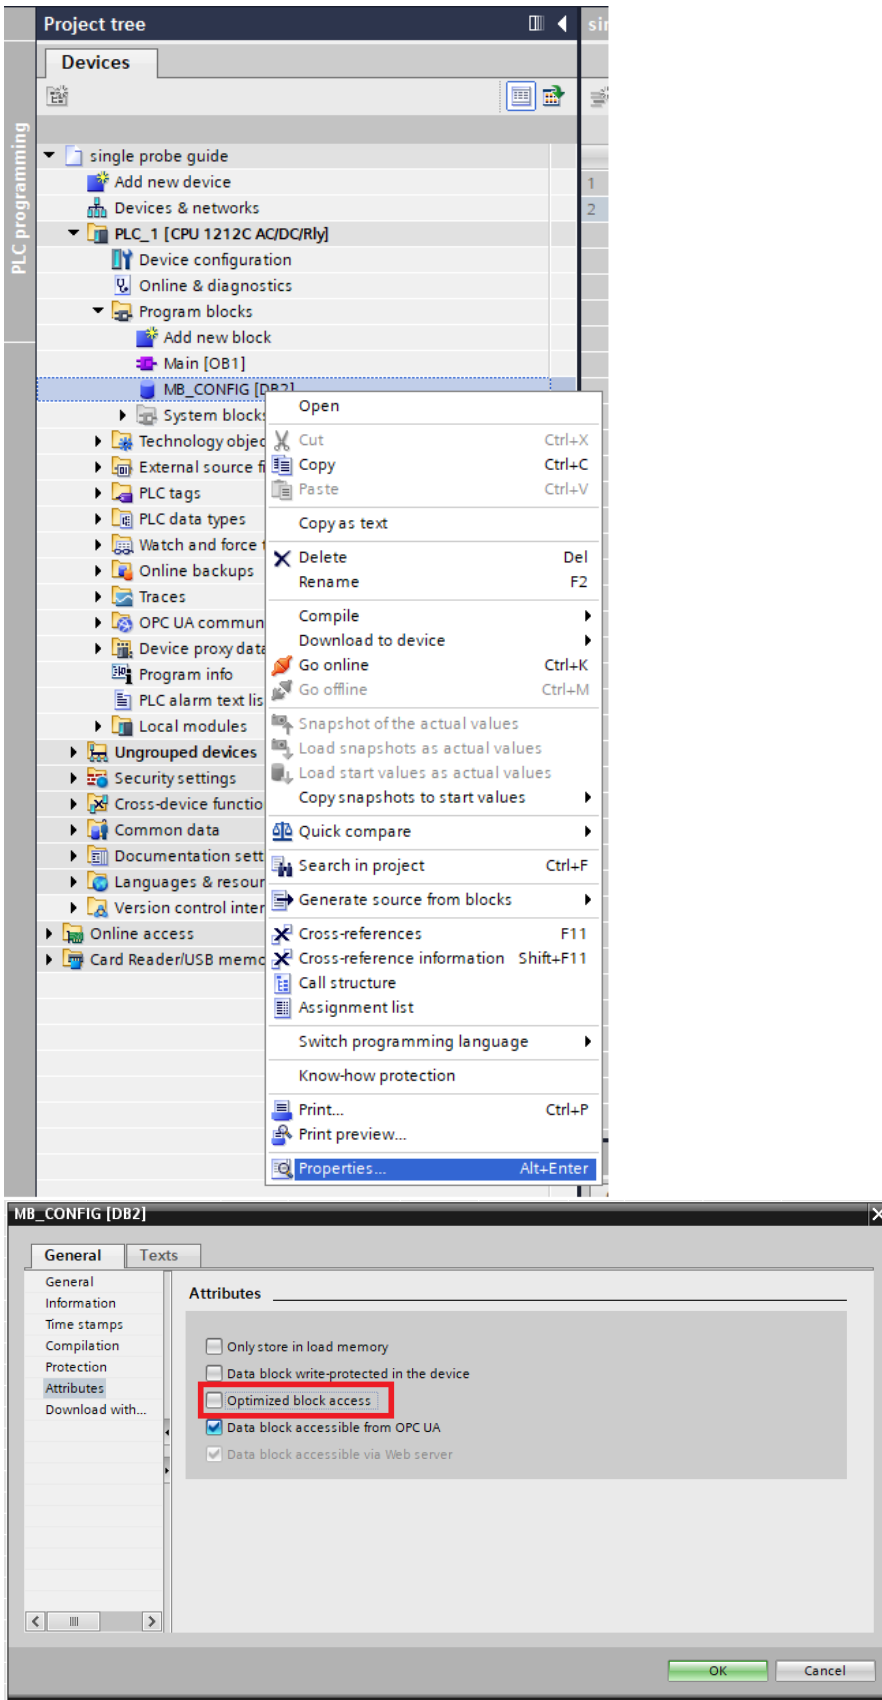 Project tree
sin
Devices
PLC programming
single probe guide
Add new device
1
Devices & networks
2
PLC_1 [CPU 1212C AC/DC/Rly]
Device configuration
Online & diagnostics
Program blocks
Add new block
Main [OB1]
MB_CONFIG [DB2]
System blocks
Technology objec
External source fi
PLC tags
PLC data types
Watch and force t
Online backups
Traces
OPC UA commun
Device proxy data
Program info
PLC alarm text lis
Local modules
Ungrouped devices
Security settings
Cross-device functio
Common data
Documentation sett
Languages & resour
Version control inter
Online access
Card Reader/USB memo
Open
Cut Ctrl+X
Copy Ctrl+C
Paste Ctrl+V
Copy as text
Delete Del
Rename F2
Compile
Download to device
Go online Ctrl+K
Go offline Ctrl+M
Snapshot of the actual values
Load snapshots as actual values
Load start values as actual values
Copy snapshots to start values
Quick compare
Search in project Ctrl+F
Generate source from blocks
Cross-references F11
Cross-reference information Shift+F11
Call structure
Assignment list
Switch programming language
Know-how protection
Print... Ctrl+P
Print preview...
Properties... Alt+Enter
MB_CONFIG [DB2]
General Texts
General
Information
Time stamps
Compilation
Protection
Attributes
Download with...
Attributes
Only store in load memory
Data block write-protected in the device
Optimized block access
Data block accessible from OPC UA
Data block accessible via Web server
OK Cancel